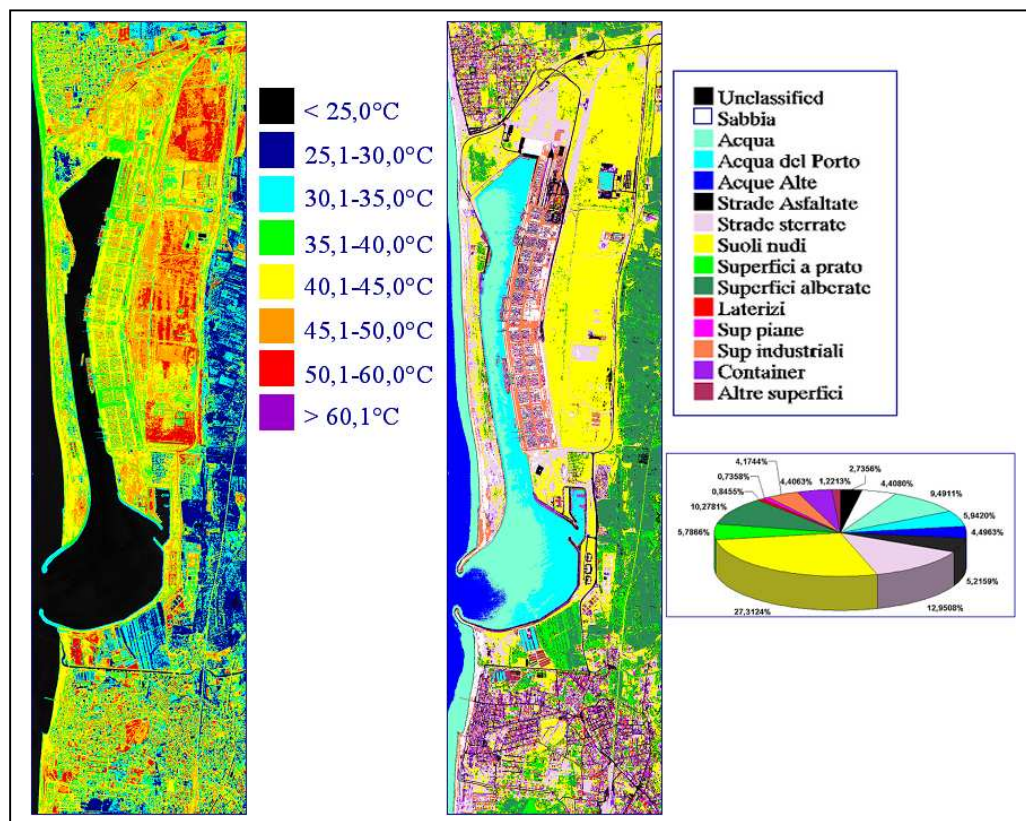 < 25,0°C
25,1-30,0°C
30,1-35,0°C
35,1-40,0°C
40,1-45,0°C
45,1-50,0°C
50,1-60,0°C
> 60,1°C
Unclassified
Sabbia
Acqua
Acqua del Porto
Acque Alte
Strade Asfaltate
Strade sterrate
Suoli nudi
Superfici a prato
Superfici alberate
Laterizi
Sup piane
Sup industriali
Container
Altre superfici
4,1744%
0,7358%
0,8455%
10,2781%
5,7866%
4,4063%
1,2213%
2,7356%
4,4080%
9,4911%
5,9420%
4,4963%
5,2159%
12,9508%
27,3124%